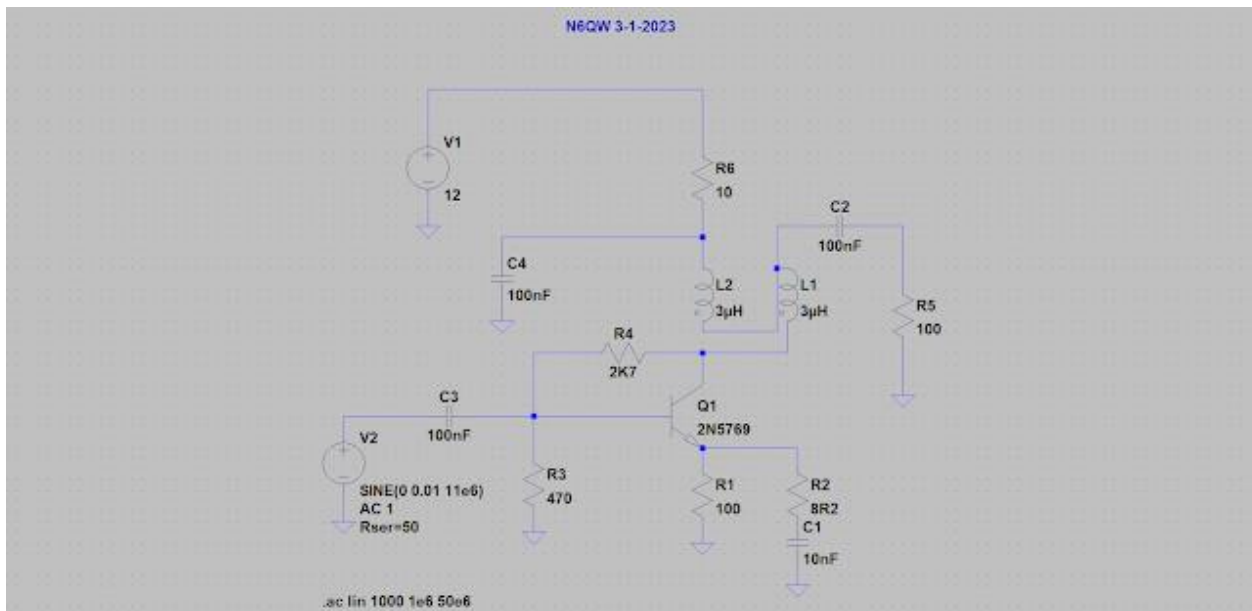 N6QW 3-1-2023
V1
12
R6
10
C2
100nF
C4
100nF
L2
3µH
L1
3µH
R5
100
R4
2K7
C3
100nF
Q1
2N5769
V2
SINE(0 0.01 11e6)
AC 1
Rser=50
R3
470
R1
100
R2
8R2
C1
10nF
.ac lin 1000 1e6 50e6